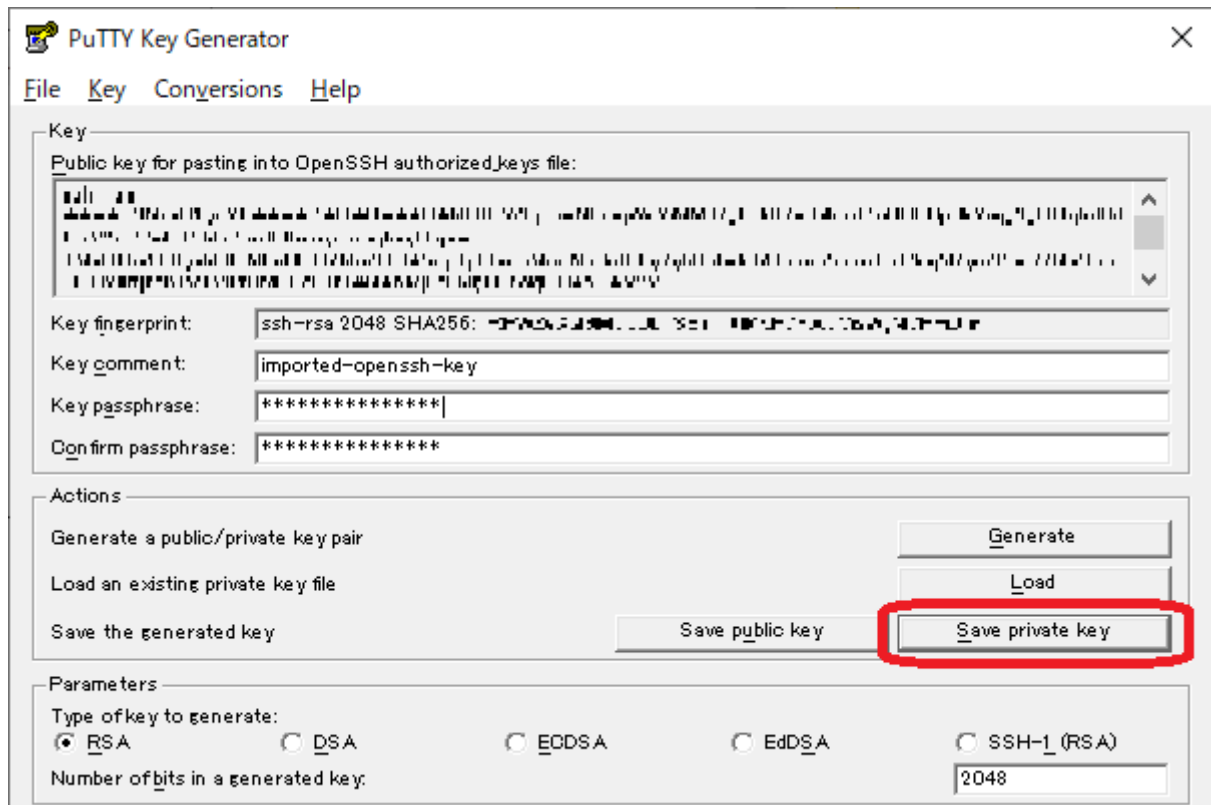 PuTTY Key Generator
File Key Conversions Help
Key
Public key for pasting into OpenSSH authorized_keys file:
Key fingerprint: ssh-rsa 2048 SHA256:
Key comment: imported-openssh-key
Key passphrase: ***************
Confirm passphrase: ***************
Actions
Generate a public/private key pair Generate
Load an existing private key file Load
Save the generated key Save public key Save private key
Parameters
Type of key to generate:
RSA DSA ECDSA EdDSA SSH-1 (RSA)
Number of bits in a generated key: 2048